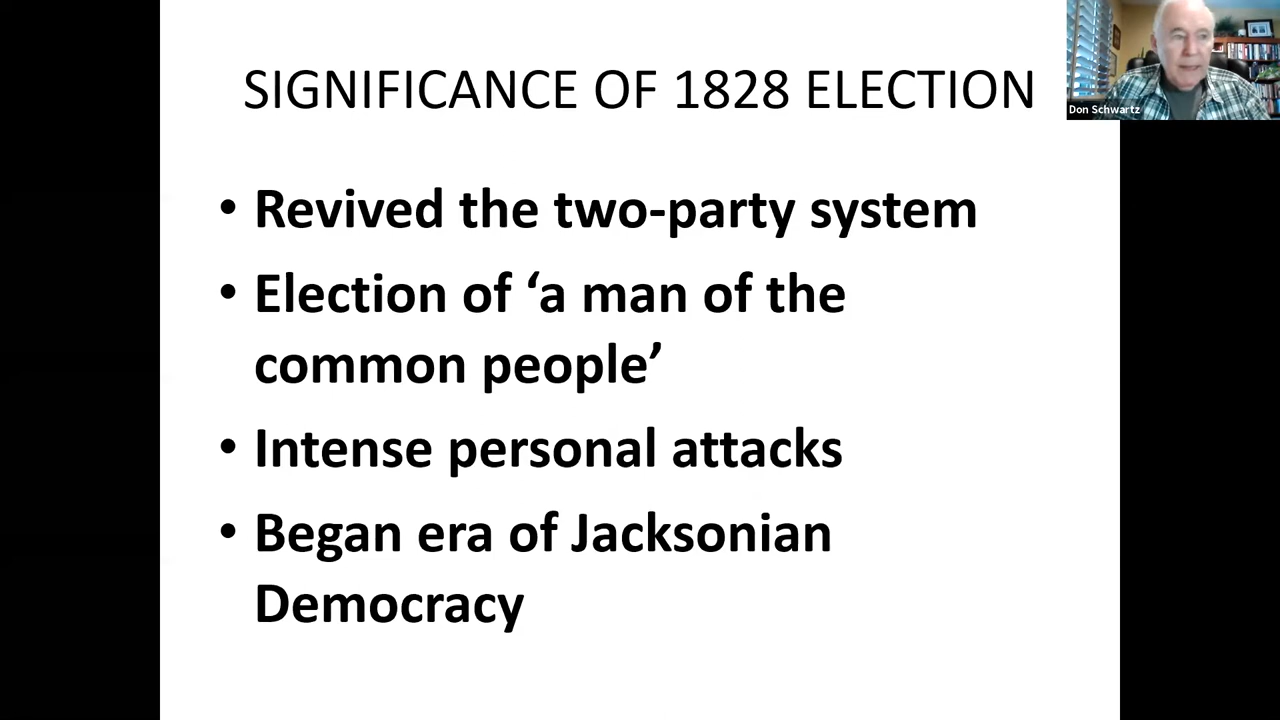 SIGNIFICANCE OF 1828 ELECTION
Don Schwartz
• Revived the two-party system
• Election of ‘a man of the
common people’
• Intense personal attacks
• Began era of Jacksonian
Democracy